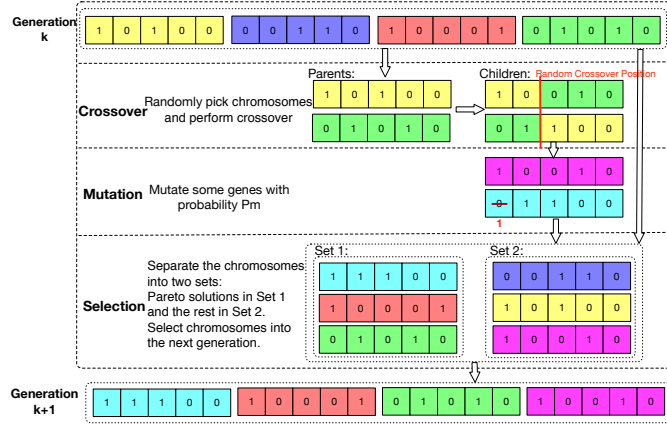 Generation
k
1 0 1 0 0 0 0 1 1 0 1 0 0 0 1 0 1 0 1 0
Parents:
Children: Random Crossover Position
Crossover
Randomly pick chromosomes
and perform crossover
1 0 1 0 0
0 1 0 1 0
1 0 0 1 0
0 1 1 0 0
Mutation
Mutate some genes with
probability Pm
1 0 0 1 0
0 1 1 0 0
1
Selection
Separate the chromosomes
into two sets:
Pareto solutions in Set 1
and the rest in Set 2.
Select chromosomes into
the next generation.
Set 1:
1 1 1 0 0
1 0 0 0 1
0 1 0 1 0
Set 2:
0 0 1 1 0
1 0 1 0 0
1 0 0 1 0
Generation
k+1
1 1 1 0 0 1 0 0 0 1 0 1 0 1 0 1 0 0 1 0